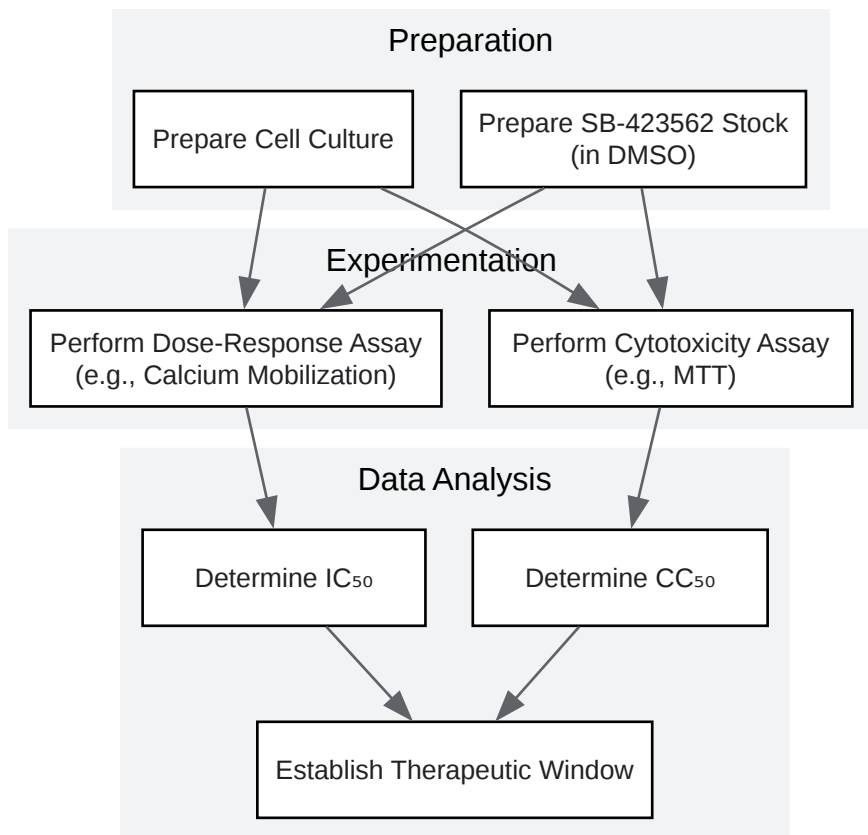 Preparation
Prepare Cell Culture
Prepare SB-423562 Stock
(in DMSO)
Experimentation
Perform Dose-Response Assay
(e.g., Calcium Mobilization)
Perform Cytotoxicity Assay
(e.g., MTT)
Data Analysis
Determine IC₅₀
Determine CC₅₀
Establish Therapeutic Window